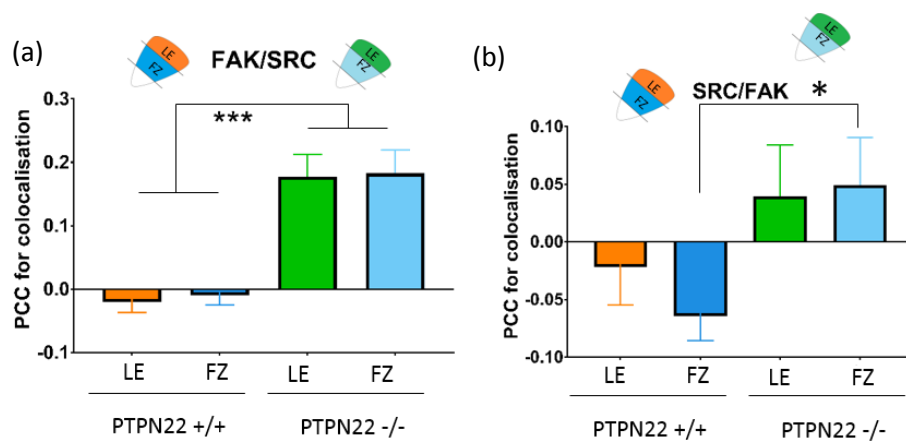 (a)
LE
FZ
FAK/SRC
LE
FZ
***
PCC for colocalisation
0.3
0.2
0.1
0.0
-0.1
LE FZ LE FZ
PTPN22 +/+ PTPN22 -/-
(b)
LE
FZ
SRC/FAK *
LE
FZ
PCC for colocalisation
0.10
0.05
0.00
-0.05
-0.10
LE FZ LE FZ
PTPN22 +/+ PTPN22 -/-